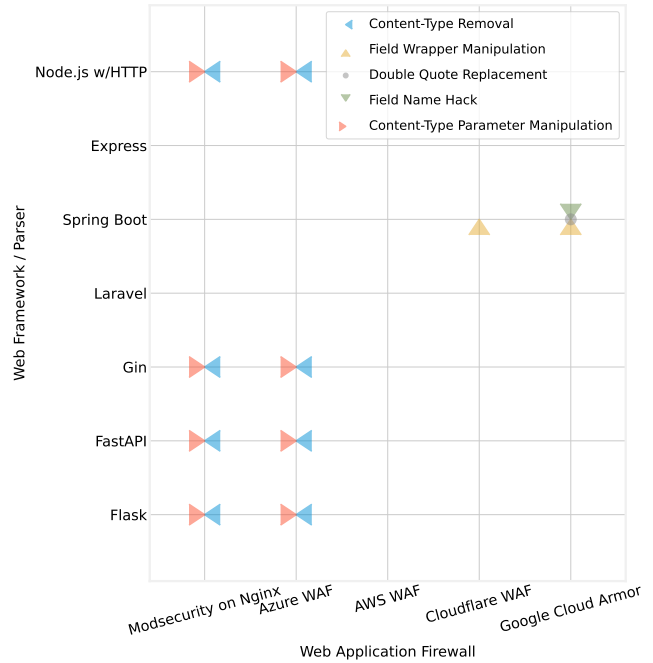 Content-Type Removal
Field Wrapper Manipulation
Double Quote Replacement
Field Name Hack
Content-Type Parameter Manipulation
Web Framework / Parser
Node.js w/HTTP
Express
Spring Boot
Laravel
Gin
FastAPI
Flask
Modsecurity on Nginx
Azure WAF
AWS WAF
Cloudflare WAF
Google Cloud Armor
Web Application Firewall